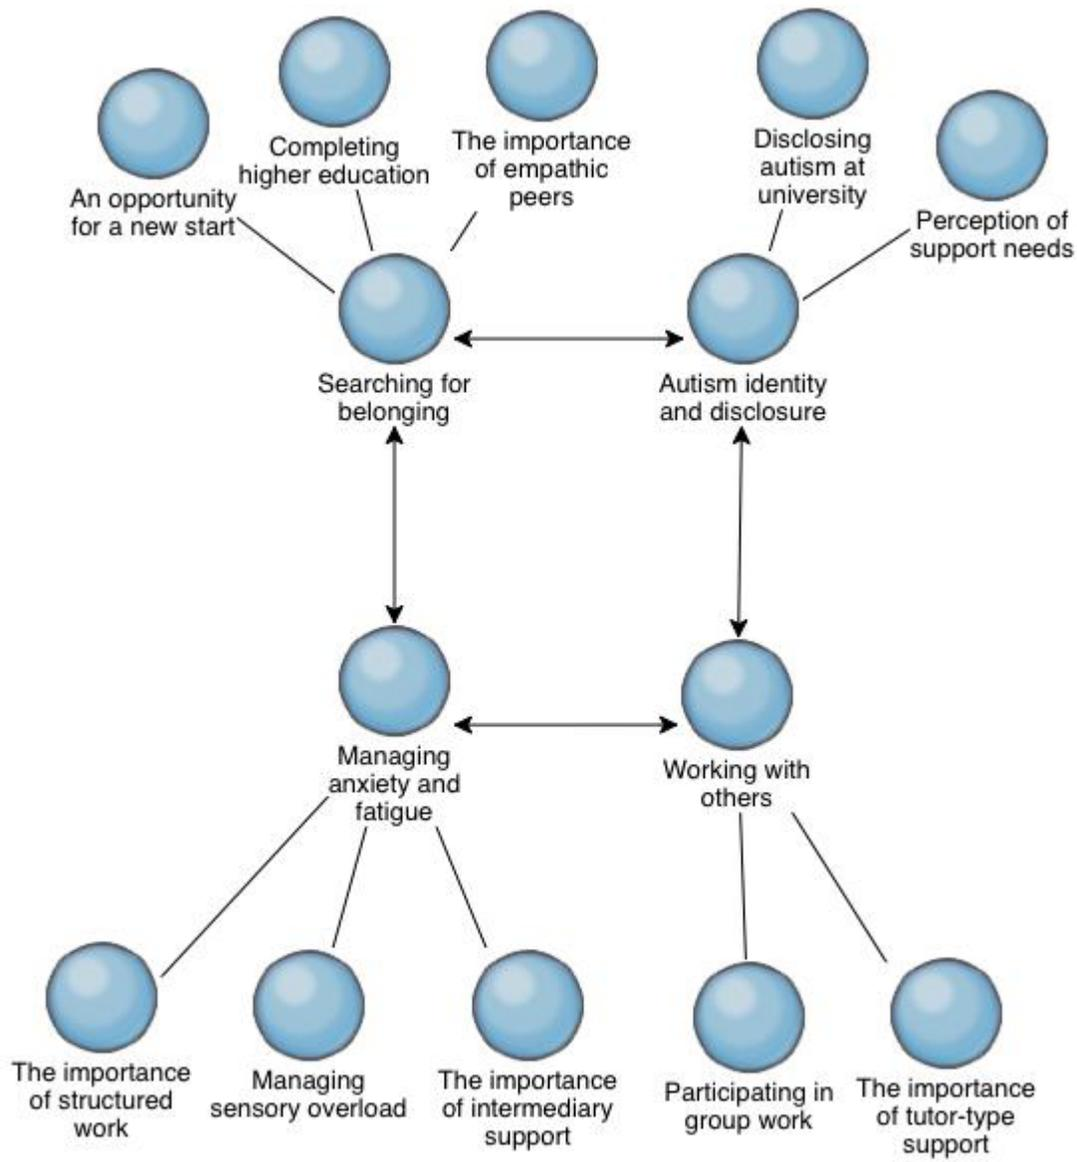 An opportunity
for a new start
Completing
higher education
The importance
of empathic
peers
Disclosing
autism at
university
Perception of
support needs
Searching for
belonging
Autism identity
and disclosure
Managing
anxiety and
fatigue
Working with
others
The importance
of structured
work
Managing
sensory overload
The importance
of intermediary
support
Participating in
group work
The importance
of tutor-type
support